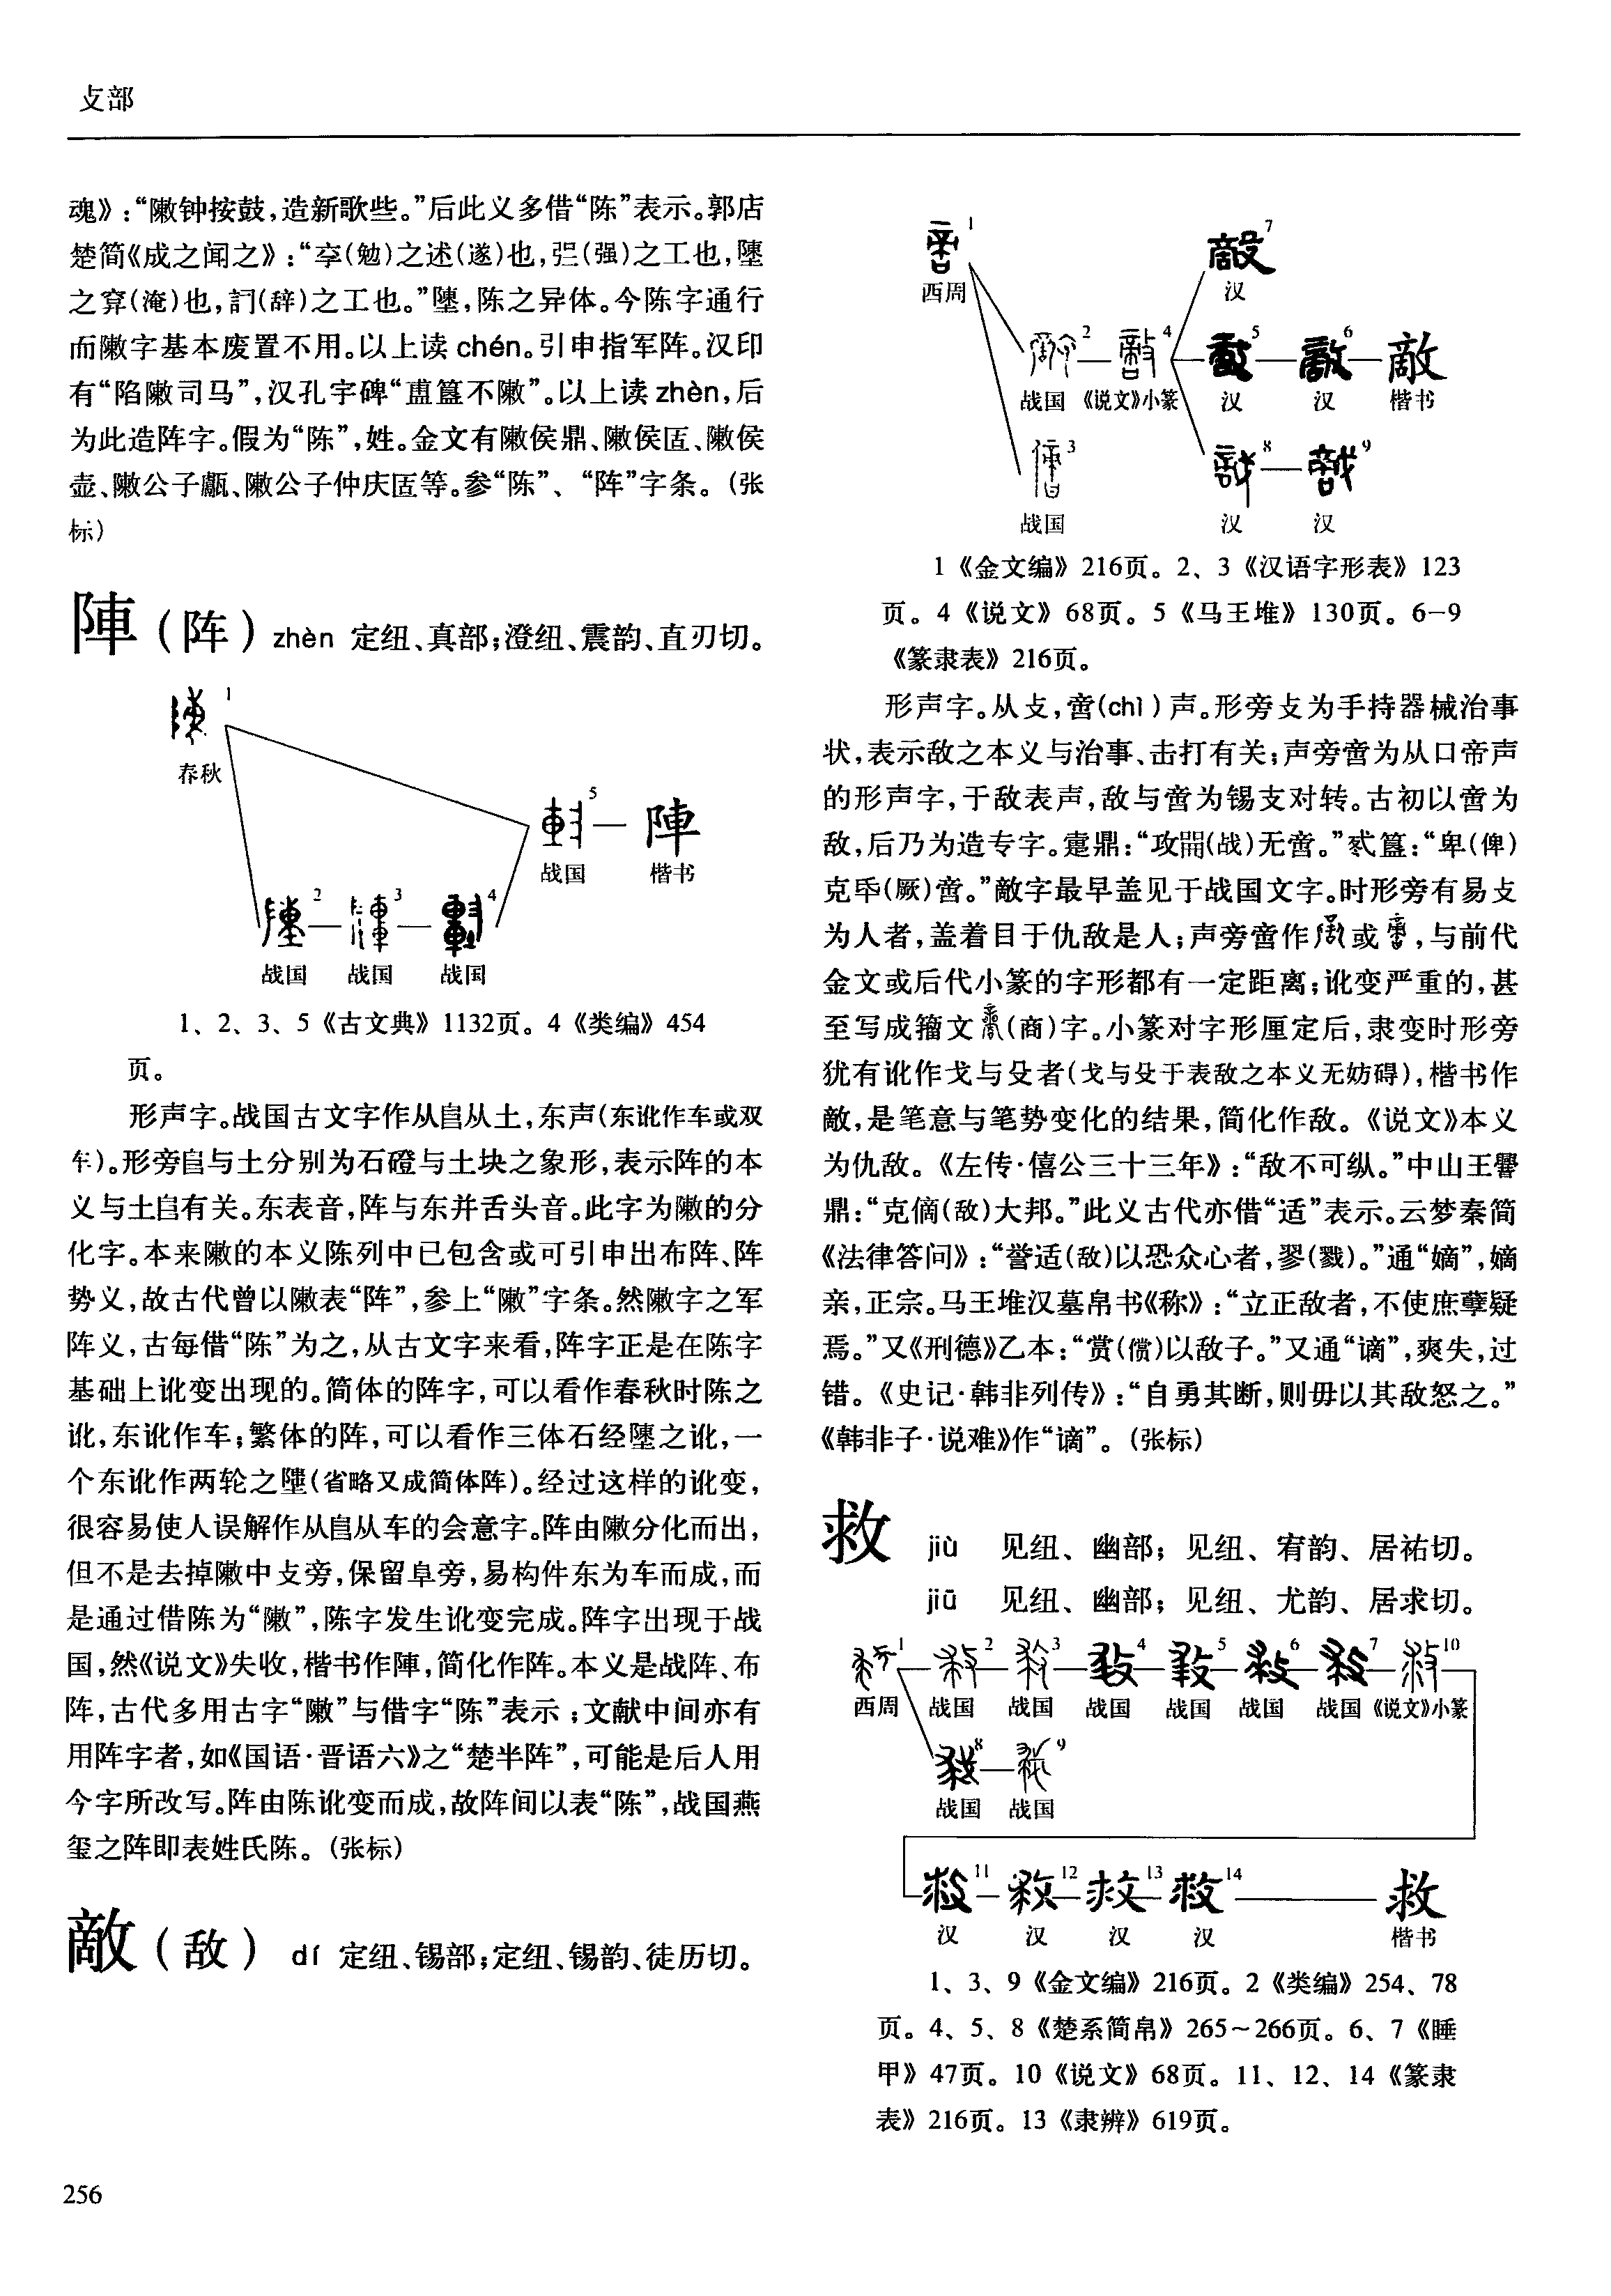 攴部
魂》:“敶钟按鼓,造新歌些。”后此义多借“陈”表示。郭店
楚简《成之闻之》:“㝃(勉)之述(遂)也,弜(强)之工也,陻
之穽(淹)也,訂(辞)之工也。”陻,陈之异体。今陈字通行
而敶字基本废置不用。以上读chén。引申指军阵。汉印
有“陷敶司马”,汉孔宇碑“䀇簋不敶”。以上读zhèn,后
为此造阵字。假为“陈”,姓。金文有敶侯鼎、敶侯匜、敶侯
壶、敶公子甗、敶公子仲庆匜等。参“陈”、“阵”字条。(张
标)
陣(阵) zhèn 定纽、真部;澄纽、震韵、直刃切。
1
春秋
5
战国 陣 楷书
2 3 4
战国 战国 战国
1、2、3、5《古文典》1132页。4《类编》454
页。
形声字。战国古文字作从𠂤从土,东声(东讹作车或双
车)。形旁𠂤与土分别为石磴与土块之象形,表示阵的本
义与土𠂤有关。东表音,阵与东并舌头音。此字为敶的分
化字。本来敶的本义陈列中已包含或可引申出布阵、阵
势义,故古代曾以敶表“阵”,参上“敶”字条。然敶字之军
阵义,古每借“陈”为之,从古文字来看,阵字正是在陈字
基础上讹变出现的。简体的阵字,可以看作春秋时陈之
讹,东讹作车;繁体的阵,可以看作三体石经之讹,一
个东讹作两轮之(省略又成简体阵)。经过这样的讹变,
很容易使人误解作从𠂤从车的会意字。阵由敶分化而出,
但不是去掉敶中攴旁,保留阜旁,易构件东为车而成,而
是通过借陈为“敶”,陈字发生讹变完成。阵字出现于战
国,然《说文》失收,楷书作陣,简化作阵。本义是战阵、布
阵,古代多用古字“敶”与借字“陈”表示;文献中间亦有
用阵字者,如《国语·晋语六》之“楚半阵”,可能是后人用
今字所改写。阵由陈讹变而成,故阵间以表“陈”,战国燕
玺之阵即表姓氏陈。(张标)
敵(敌) dí 定纽、锡部;定纽、锡韵、徒历切。
1 7
西周 汉
2 4 5 6 敵
战国 《说文》小篆 汉 汉 楷书
3 8 9
战国 汉 汉
1《金文编》216页。2、3《汉语字形表》123
页。4《说文》68页。5《马王堆》130页。6-9
《篆隶表》216页。
形声字。从攴,啻(chì)声。形旁攴为手持器械治事
状,表示敌之本义与治事、击打有关;声旁啻为从口帝声
的形声字,于敌表声,敌与啻为锡支对转。古初以啻为
敌,后乃为造专字。疐鼎:“攻(战)无啻。”㦰簋:“卑(俾)
克氒(厥)啻。”敵字最早盖见于战国文字。时形旁有易攴
为人者,盖着目于仇敌是人;声旁啻作或,与前代
金文或后代小篆的字形都有一定距离;讹变严重的,甚
至写成籀文(商)字。小篆对字形厘定后,隶变时形旁
犹有讹作戈与殳者(戈与殳于表敌之本义无妨碍),楷书作
敵,是笔意与笔势变化的结果,简化作敌。《说文》本义
为仇敌。《左传·僖公三十三年》:“敌不可纵。”中山王䜭
鼎:“克㒀(敌)大邦。”此义古代亦借“适”表示。云梦秦简
《法律答问》:“誉适(敌)以恐众心者,翏(戮)。”通“嫡”,嫡
亲,正宗。马王堆汉墓帛书《称》:“立正敌者,不使庶孽疑
焉。”又《刑德》乙本:“赏(偿)以敌子。”又通“谪”,爽失,过
错。《史记·韩非列传》:“自勇其断,则毋以其敌怒之。”
《韩非子·说难》作“谪”。(张标)
救 jiù 见纽、幽部;见纽、宥韵、居祐切。
jiū 见纽、幽部;见纽、尤韵、居求切。
1 2 3 4 5 6 7 10
西周 战国 战国 战国 战国 战国 战国 《说文》小篆
8 9
战国 战国
11 12 13 14 救
汉 汉 汉 汉 楷书
1、3、9《金文编》216页。2《类编》254、78
页。4、5、8《楚系简帛》265~266页。6、7《睡
甲》47页。10《说文》68页。11、12、14《篆隶
表》216页。13《隶辨》619页。
256